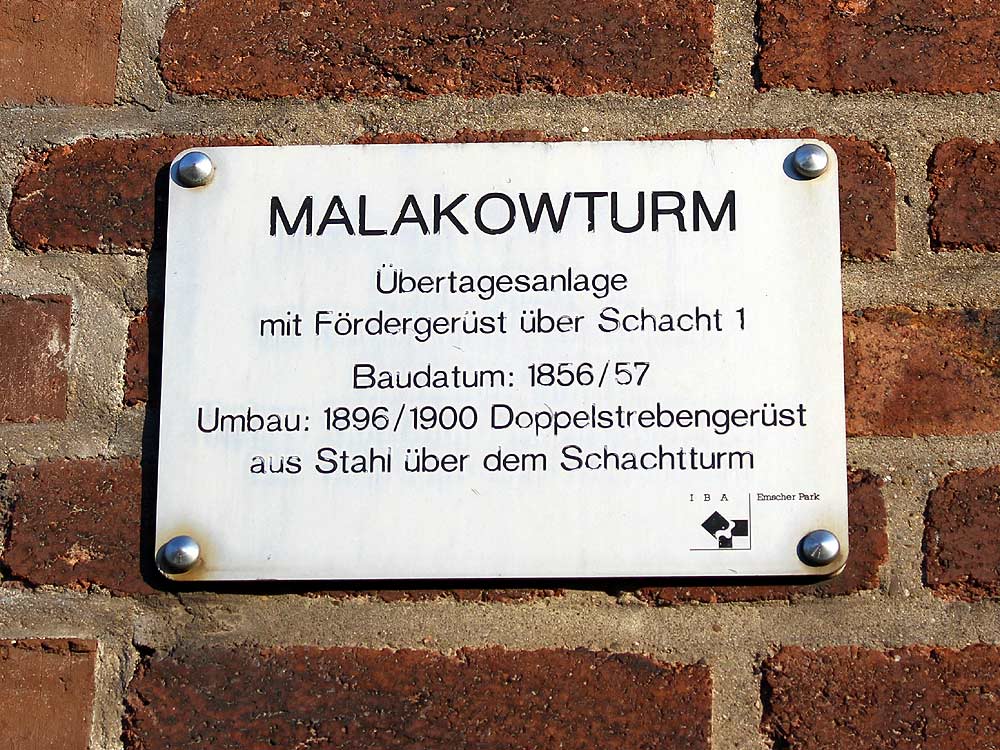 MALAKOWTURM
Übertagesanlage
mit Fördergerüst über Schacht 1
Baudatum: 1856/57
Umbau: 1896/1900 Doppelstrebengerüst
aus Stahl über dem Schachtturm
I B A Emscher Park